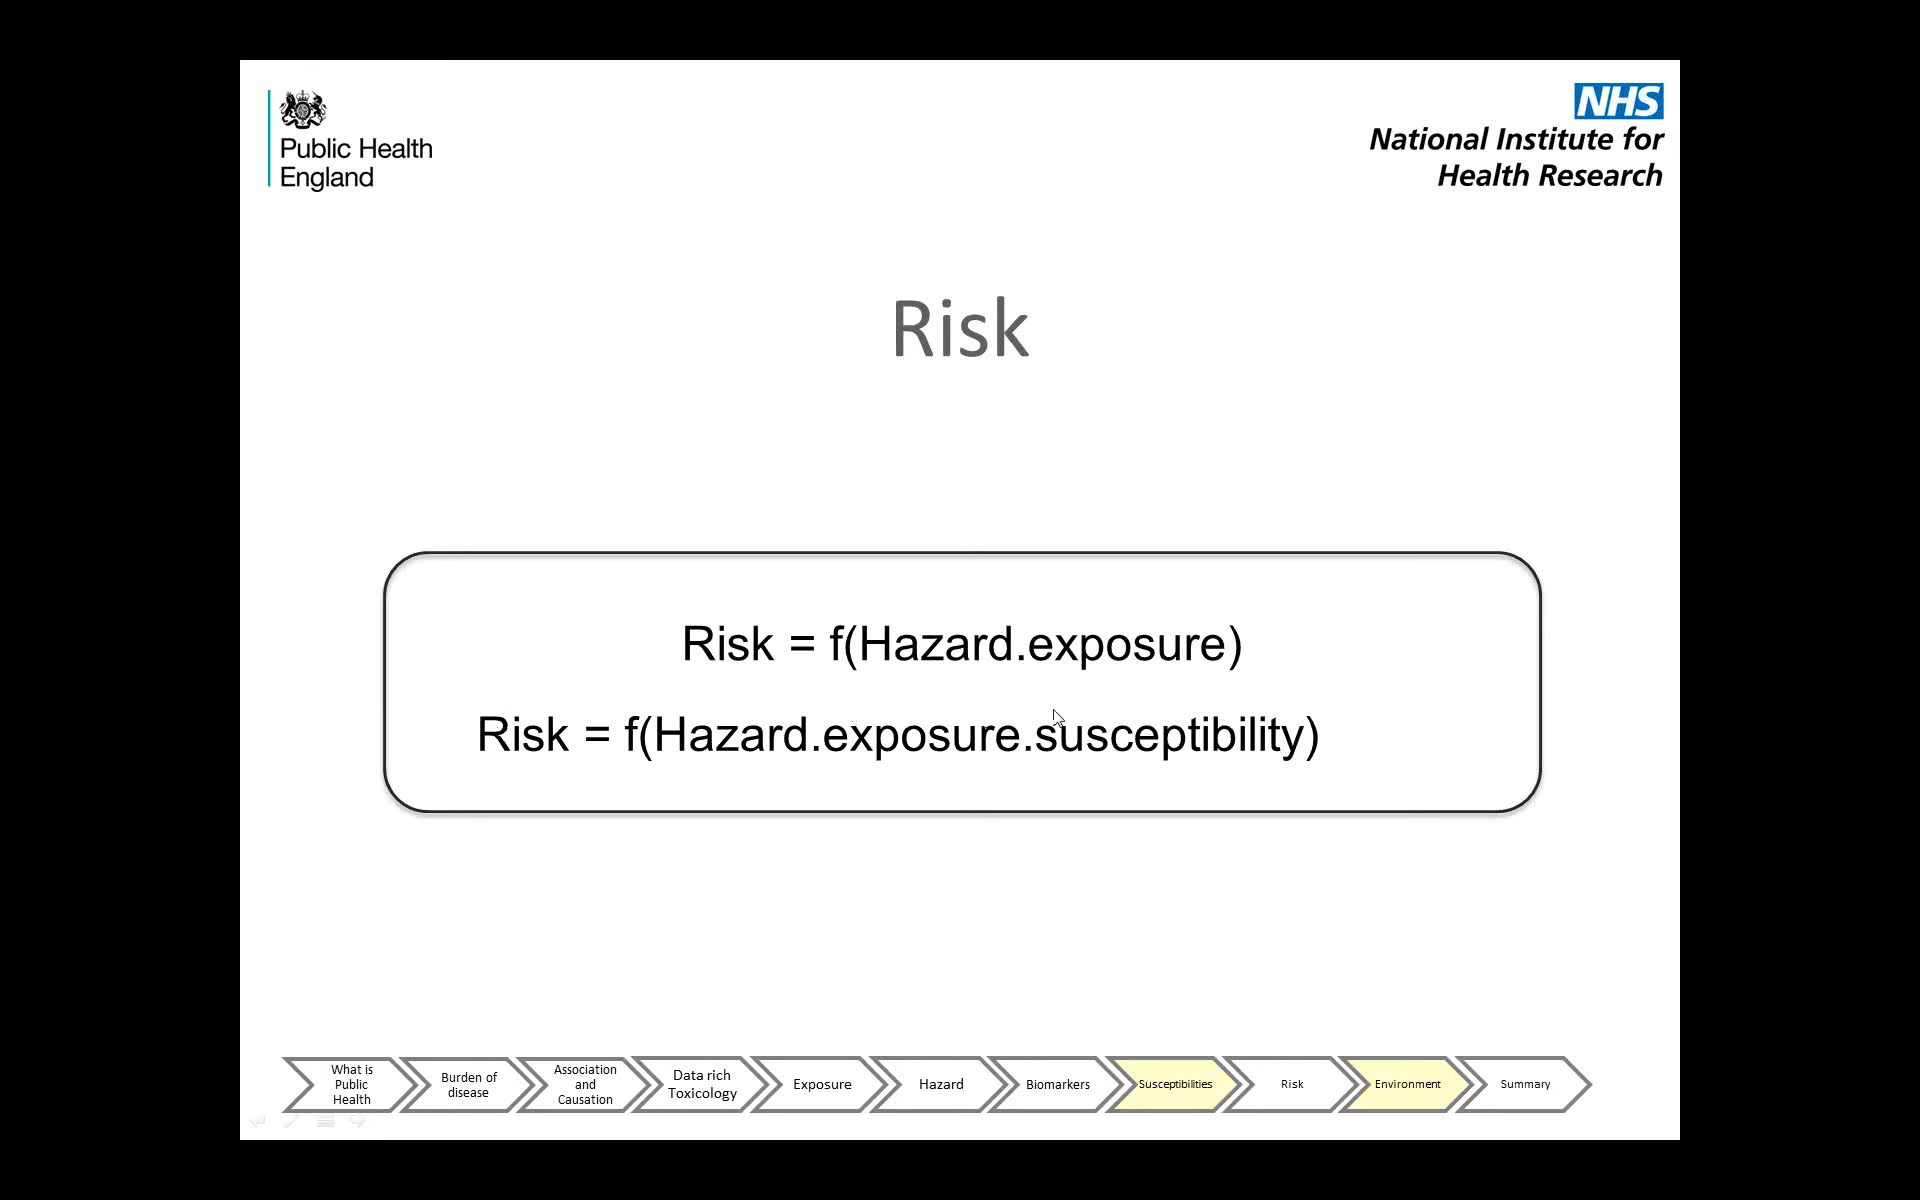 Public Health
England
NHS
National Institute for
Health Research
Risk
Risk = f(Hazard.exposure)
Risk = f(Hazard.exposure.susceptibility)
What is
Public
Health
Burden of
disease
Association
and
Causation
Data rich
Toxicology
Exposure
Hazard
Biomarkers
Susceptibilities
Risk
Environment
Summary